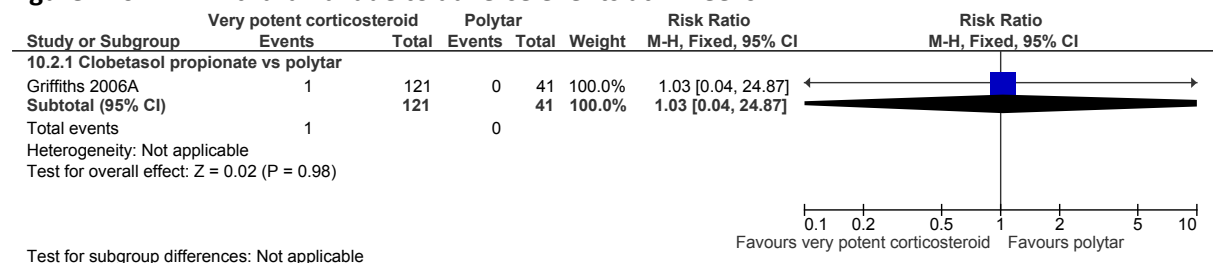 Very potent corticosteroid Polytar Risk Ratio Risk Ratio
Study or Subgroup Events Total Events Total Weight M-H, Fixed, 95% CI M-H, Fixed, 95% CI
10.2.1 Clobetasol propionate vs polytar
Griffiths 2006A 1 121 0 41 100.0% 1.03 [0.04, 24.87]
Subtotal (95% CI) 121 41 100.0% 1.03 [0.04, 24.87]
Total events 1 0
Heterogeneity: Not applicable
Test for overall effect: Z = 0.02 (P = 0.98)
0.1 0.2 0.5 1 2 5 10
Favours very potent corticosteroid Favours polytar
Test for subgroup differences: Not applicable